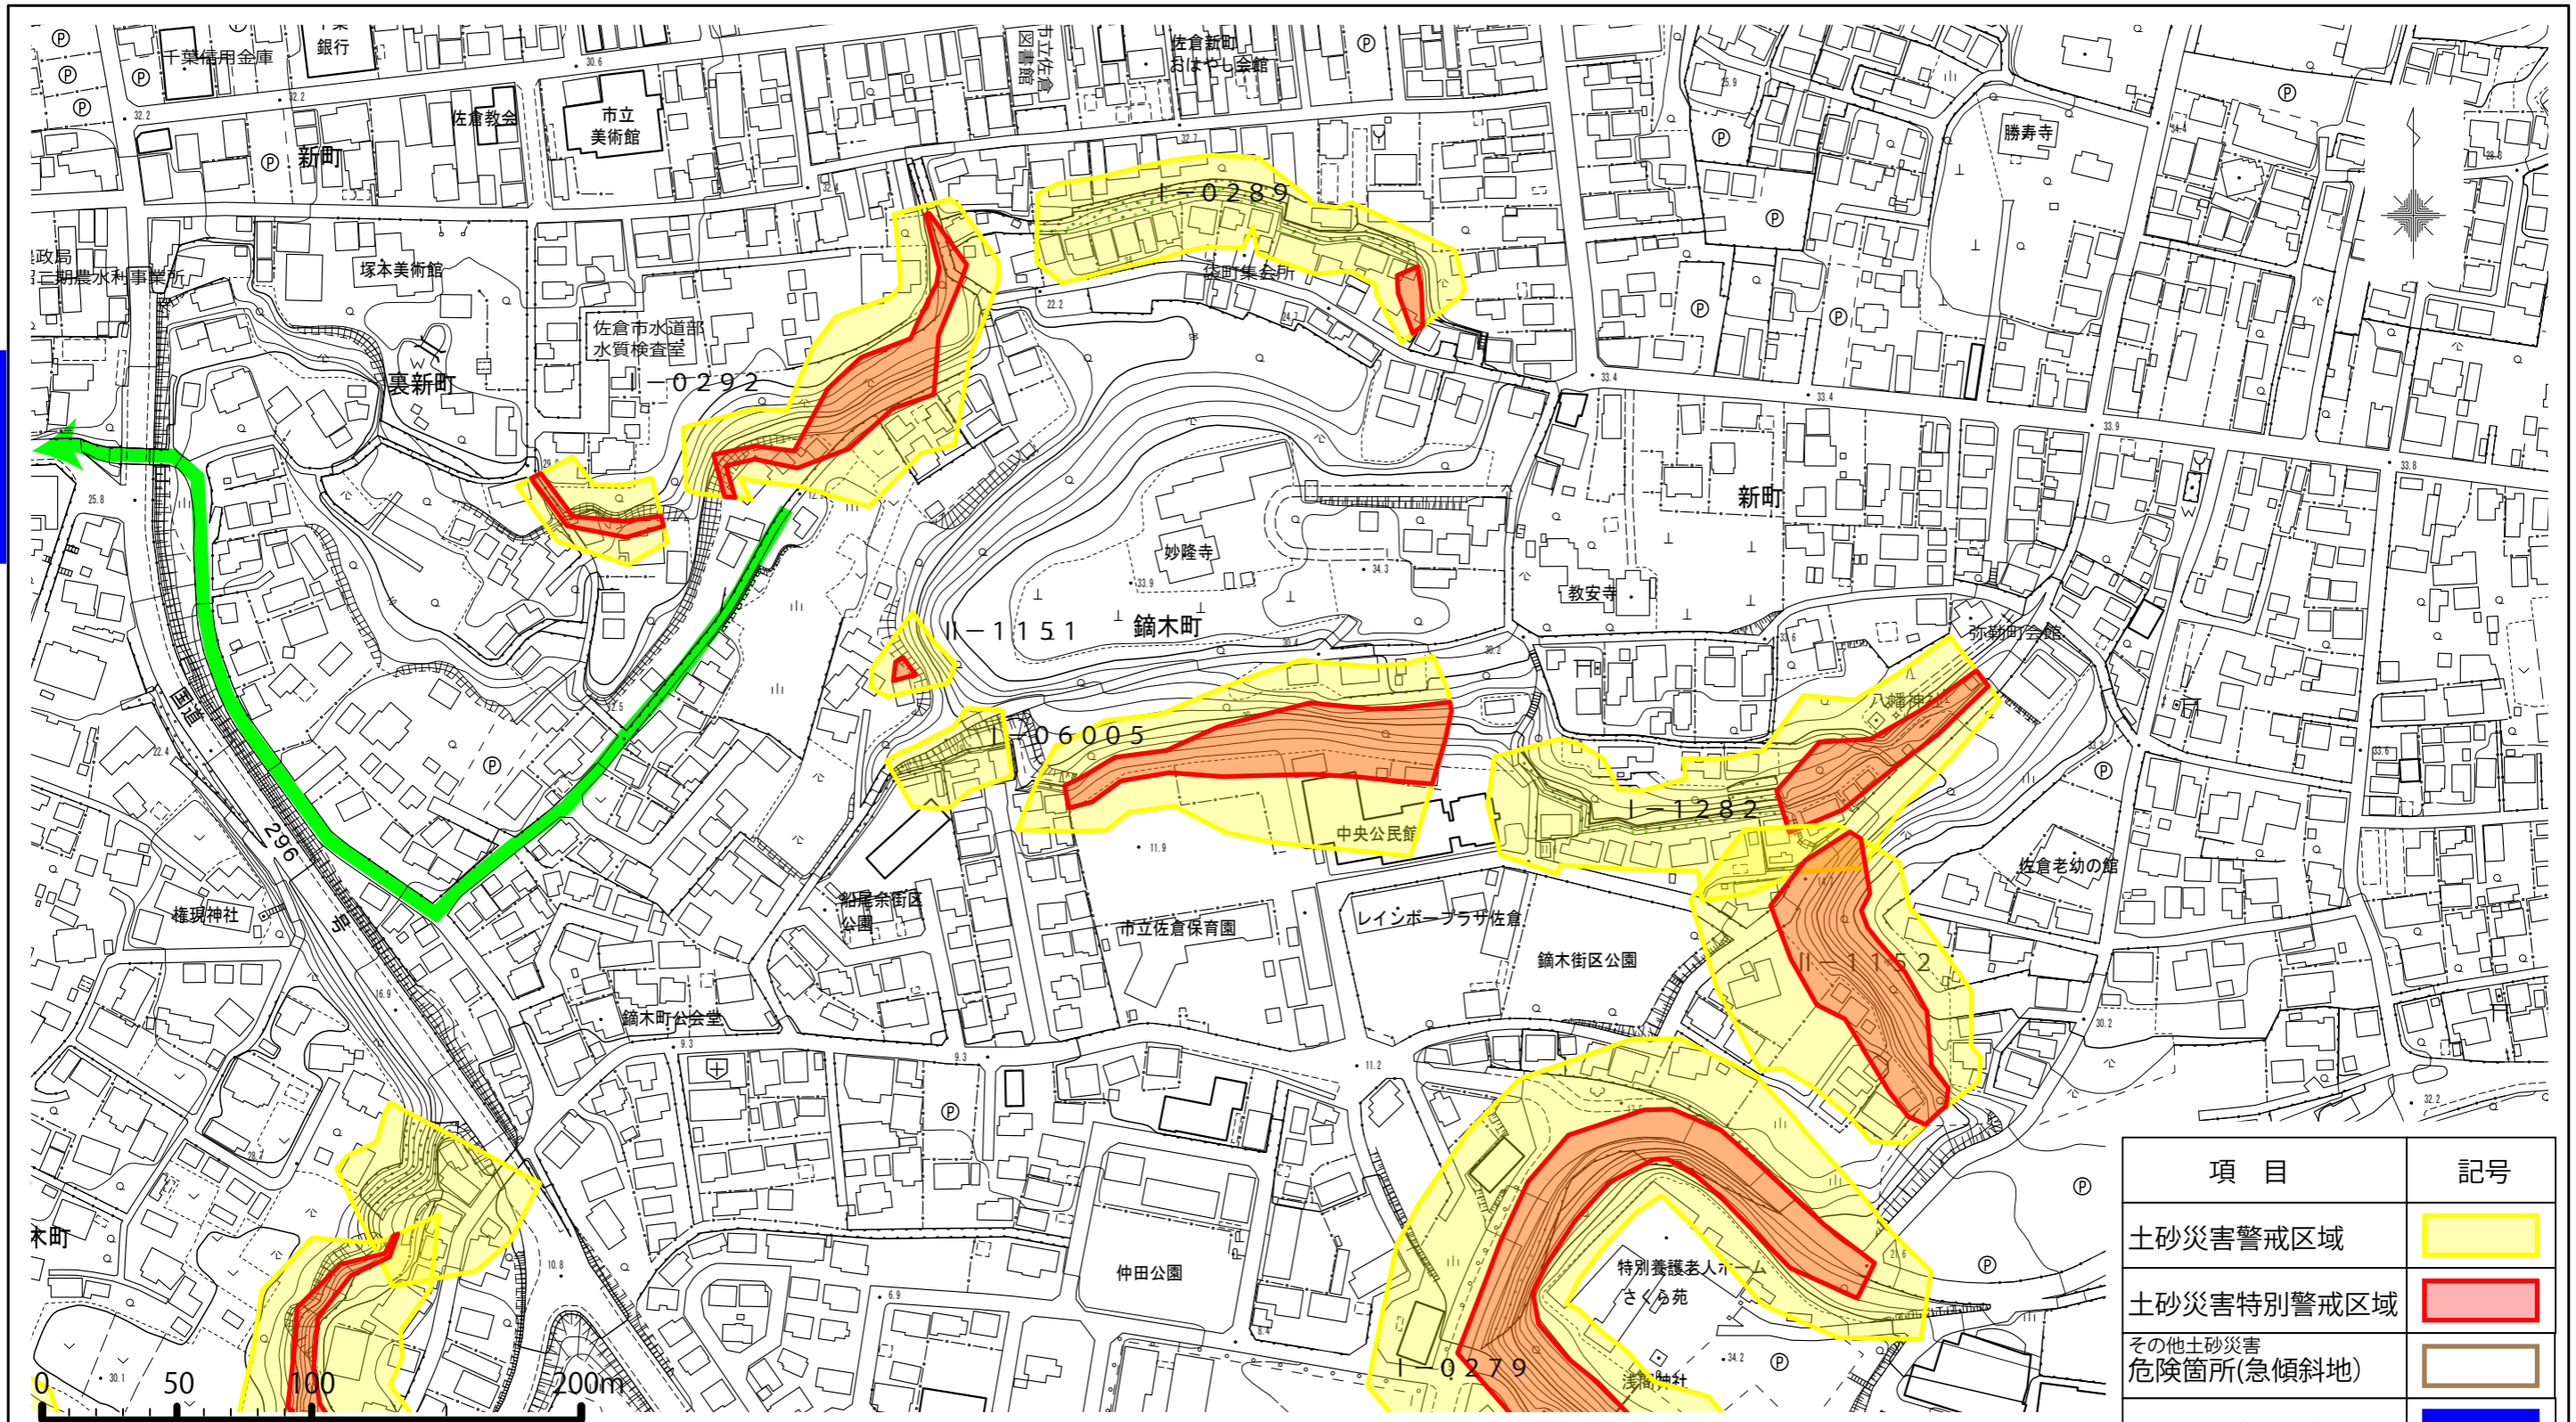 千葉信用金庫
銀行
佐倉教会
市立
美術館
市立佐倉
図書館
佐倉新町
おはやし会館
勝寿寺
新町
塚本美術館
佐倉市水道部
水質検査室
裏新町
Ⅰ－0289
袋町集会所
Ⅰ－0292
新町
妙隆寺
教安寺
鏑木町
Ⅱ－1151
弥勒町会館
八幡神社
Ⅰ－06005
中央公民館
Ⅰ－1282
佐倉老幼の館
国道
296
号
権現神社
船尾余街区
公園
市立佐倉保育園
レインボープラザ佐倉
鏑木街区公園
Ⅱ－1152
鏑木町公会堂
仲田公園
特別養護老人ホーム
さくら苑
浅間神社
Ⅰ－0279
木町
0 50 100 200m
項 目 記号
土砂災害警戒区域
土砂災害特別警戒区域
その他土砂災害
危険箇所(急傾斜地)